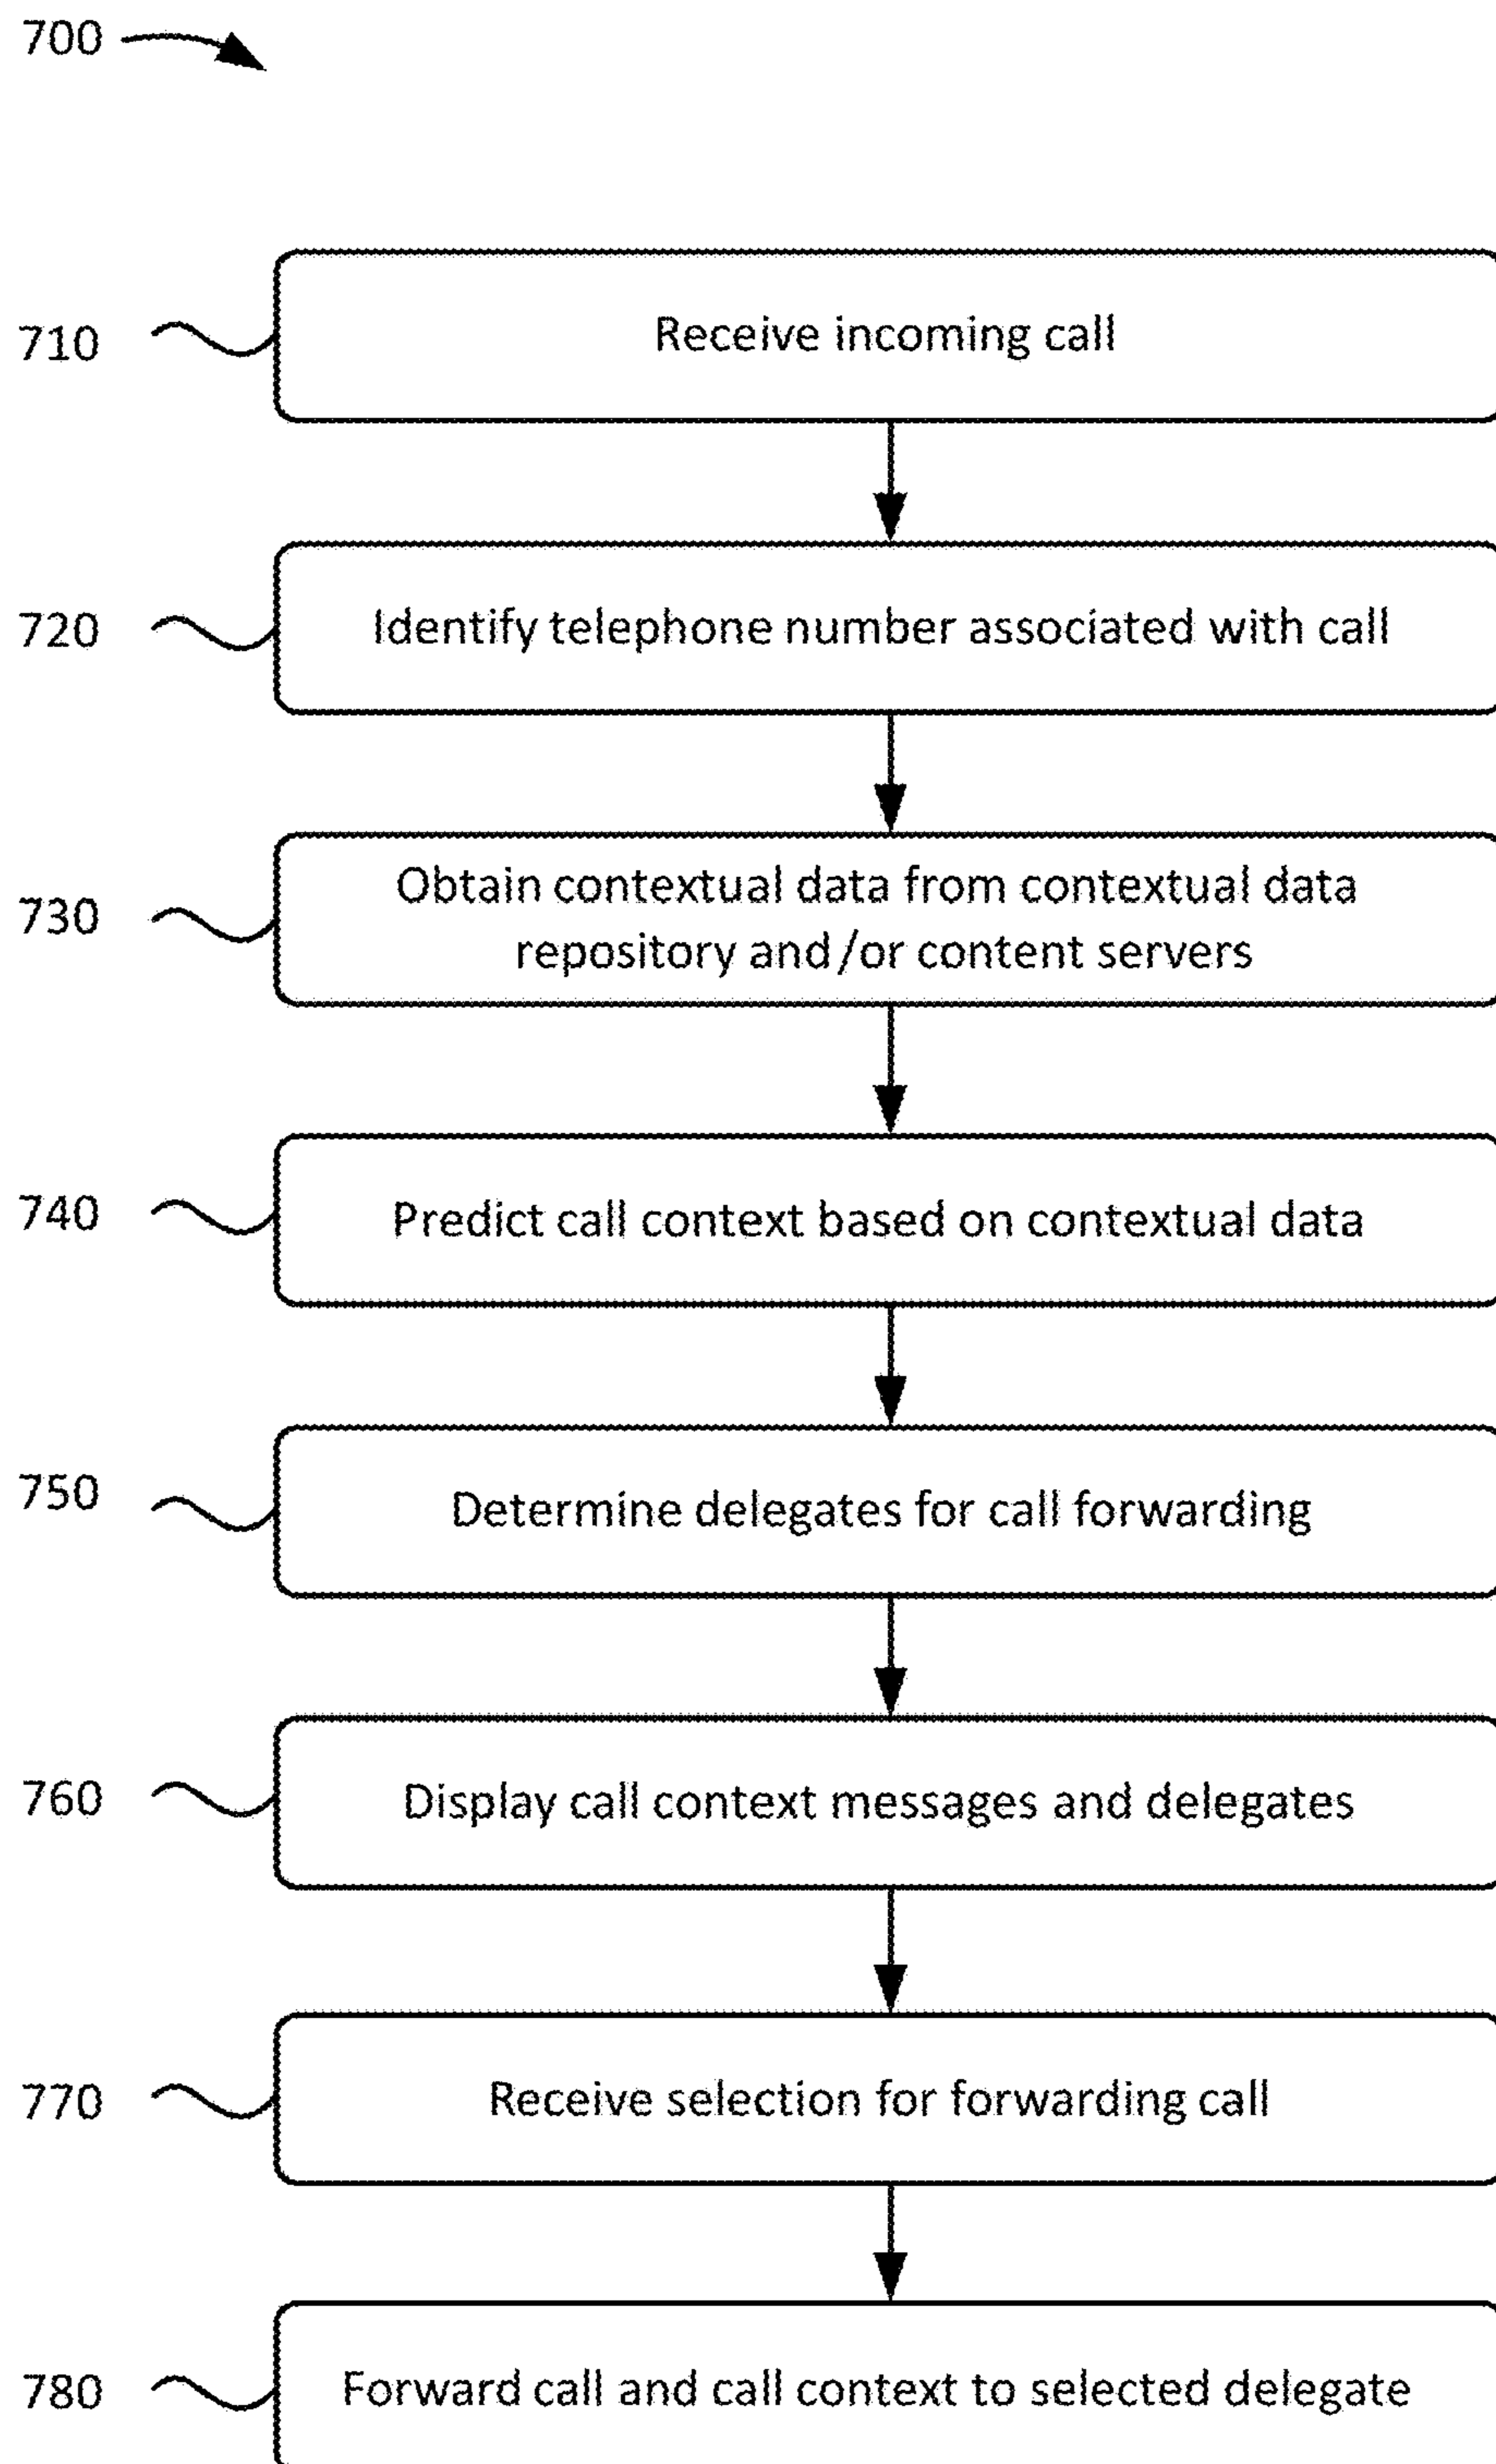 700
710
Receive incoming call
720
Identify telephone number associated with call
730
Obtain contextual data from contextual data
repository and/or content servers
740
Predict call context based on contextual data
750
Determine delegates for call forwarding
760
Display call context messages and delegates
770
Receive selection for forwarding call
780
Forward call and call context to selected delegate